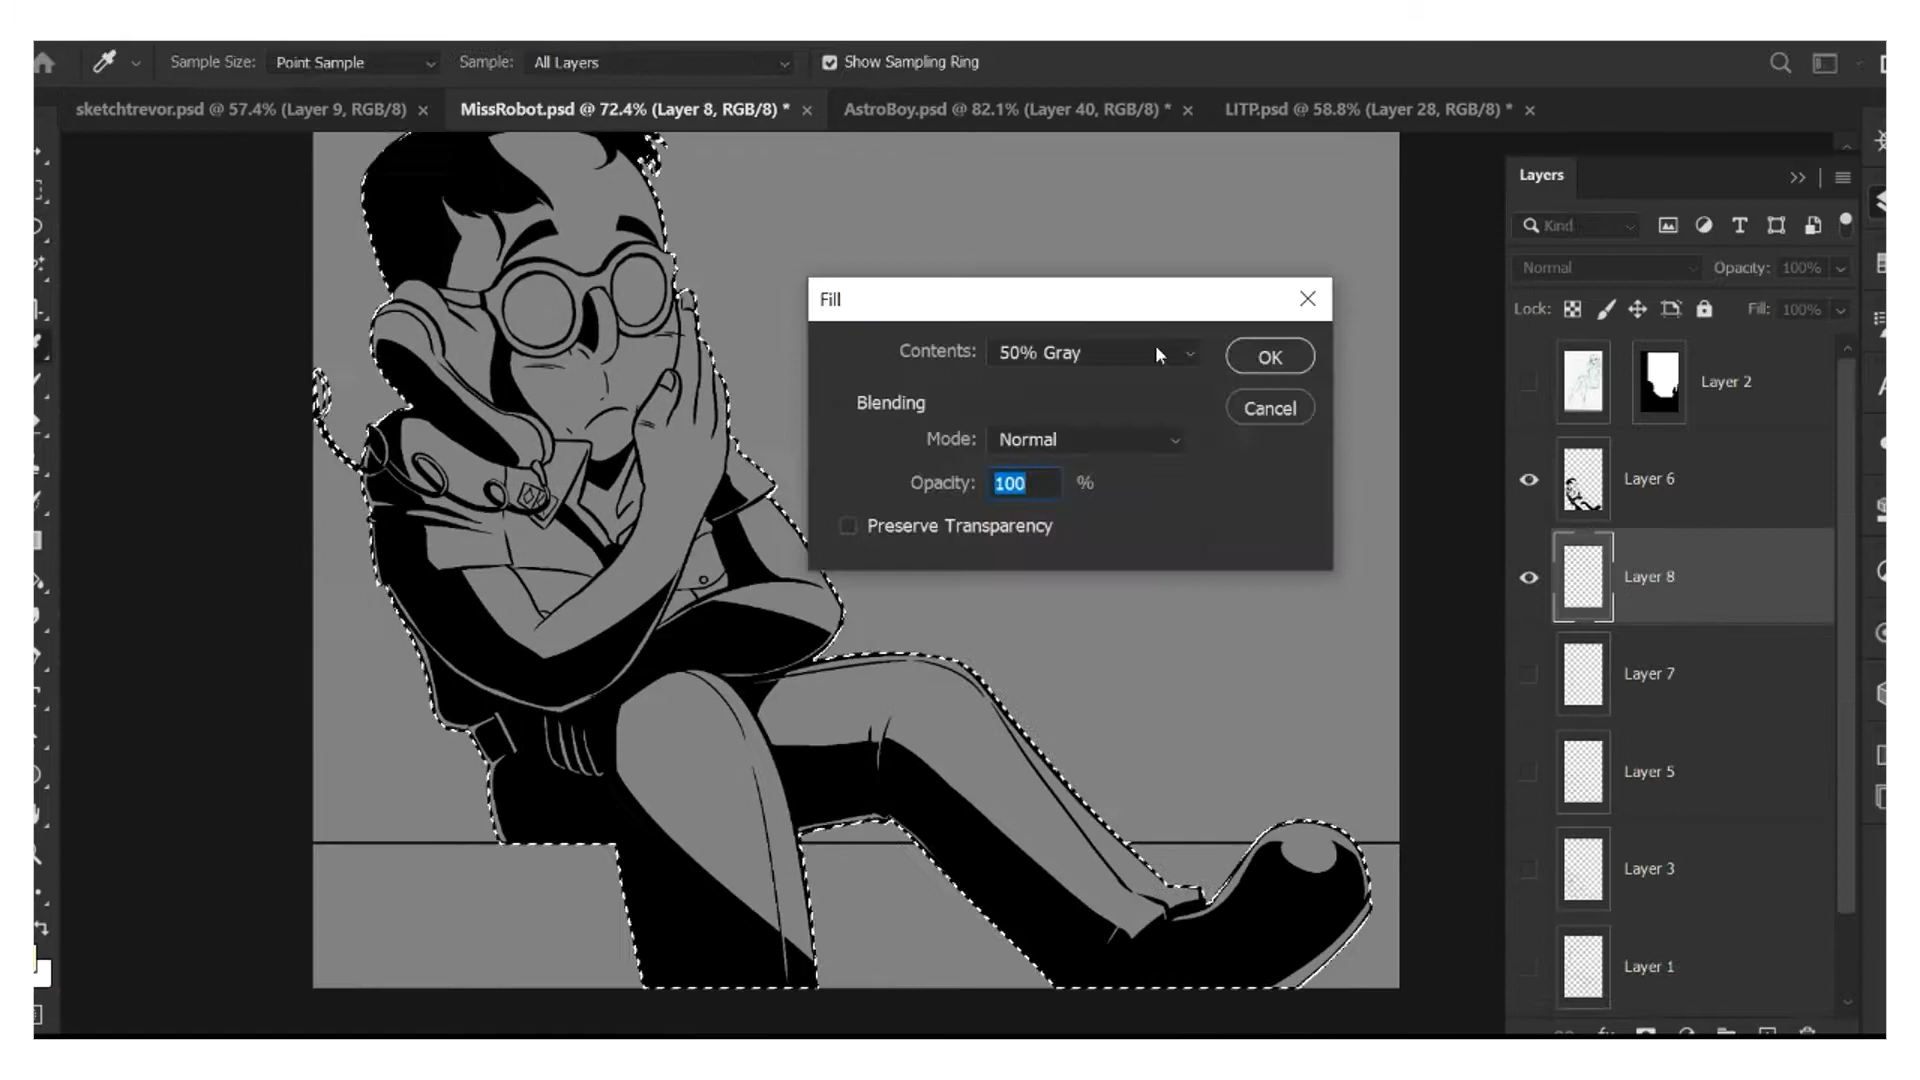 Sample Size: Point Sample Sample: All Layers Show Sampling Ring
sketchtrevor.psd @ 57.4% (Layer 9, RGB/8) × MissRobot.psd @ 72.4% (Layer 8, RGB/8) * × AstroBoy.psd @ 82.1% (Layer 40, RGB/8) * × LITP.psd @ 58.8% (Layer 28, RGB/8) * ×
Layers
Kind
Normal Opacity: 100%
Lock: Fill: 100%
Layer 2
Layer 6
Layer 8
Layer 7
Layer 5
Layer 3
Layer 1
Fill
Contents: 50% Gray OK
Blending Cancel
Mode: Normal
Opacity: 100 %
Preserve Transparency